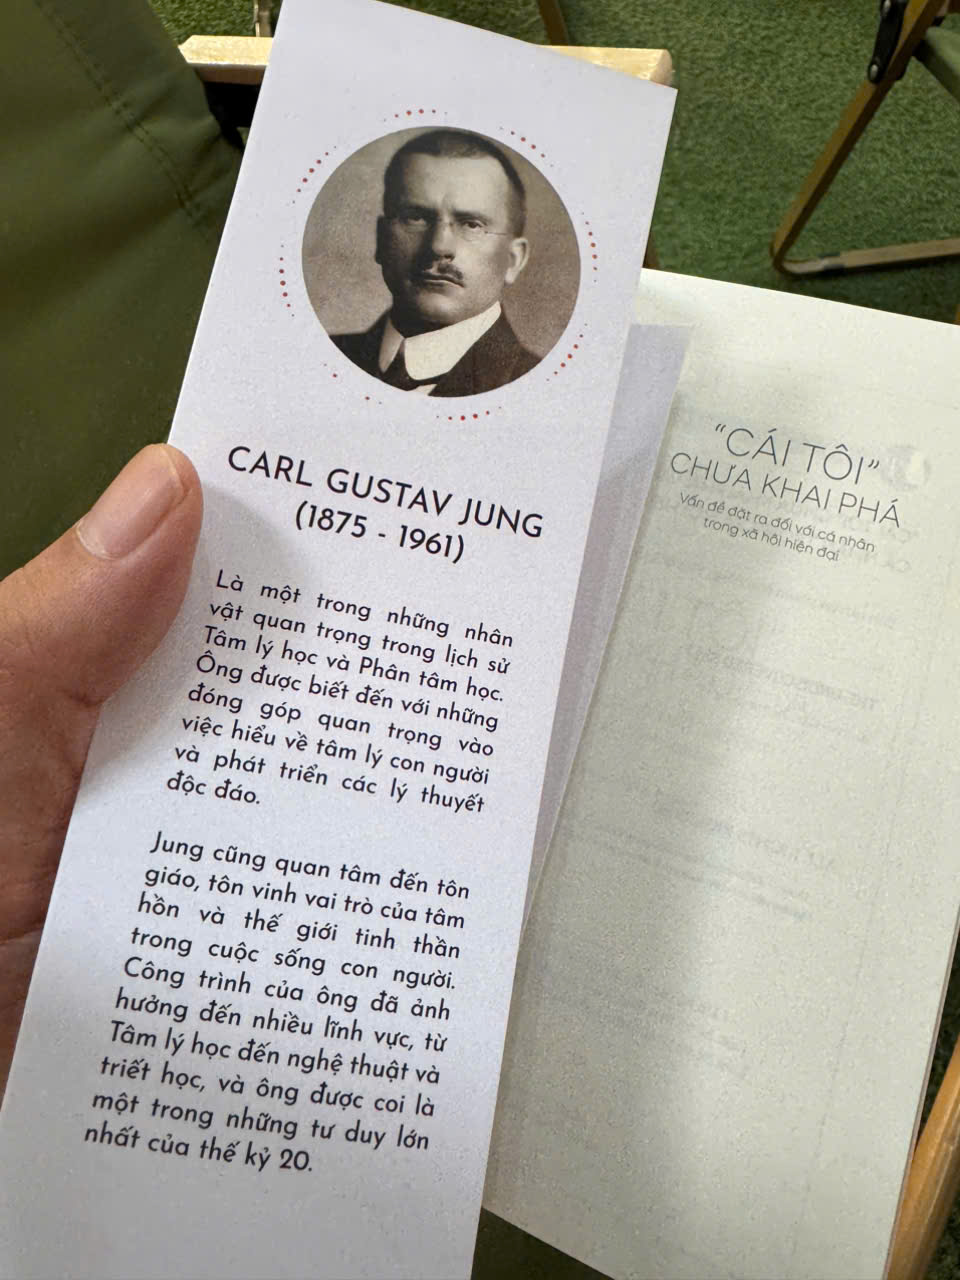 CARL GUSTAV JUNG
(1875 - 1961)
Là một trong những nhân
vật quan trọng trong lịch sử
Tâm lý học và Phân tâm học.
Ông được biết đến với những
đóng góp quan trọng vào
việc hiểu về tâm lý con người
và phát triển các lý thuyết
độc đáo.
Jung cũng quan tâm đến tôn
giáo, tôn vinh vai trò của tâm
hồn và thế giới tinh thần
trong cuộc sống con người.
Công trình của ông đã ảnh
hưởng đến nhiều lĩnh vực, từ
Tâm lý học đến nghệ thuật và
triết học, và ông được coi là
một trong những tư duy lớn
nhất của thế kỷ 20.
“CÁI TÔI”
CHƯA KHAI PHÁ
Vấn đề đặt ra đối với cá nhân
trong xã hội hiện đại